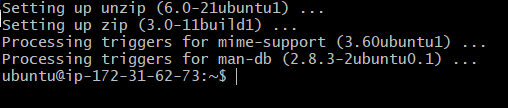 Setting up unzip (6.0-21ubuntu1) ...
Setting up zip (3.0-11build1) ...
Processing triggers for mime-support (3.60ubuntu1) ...
Processing triggers for man-db (2.8.3-2ubuntu0.1) ...
ubuntu@ip-172-31-62-73:~$